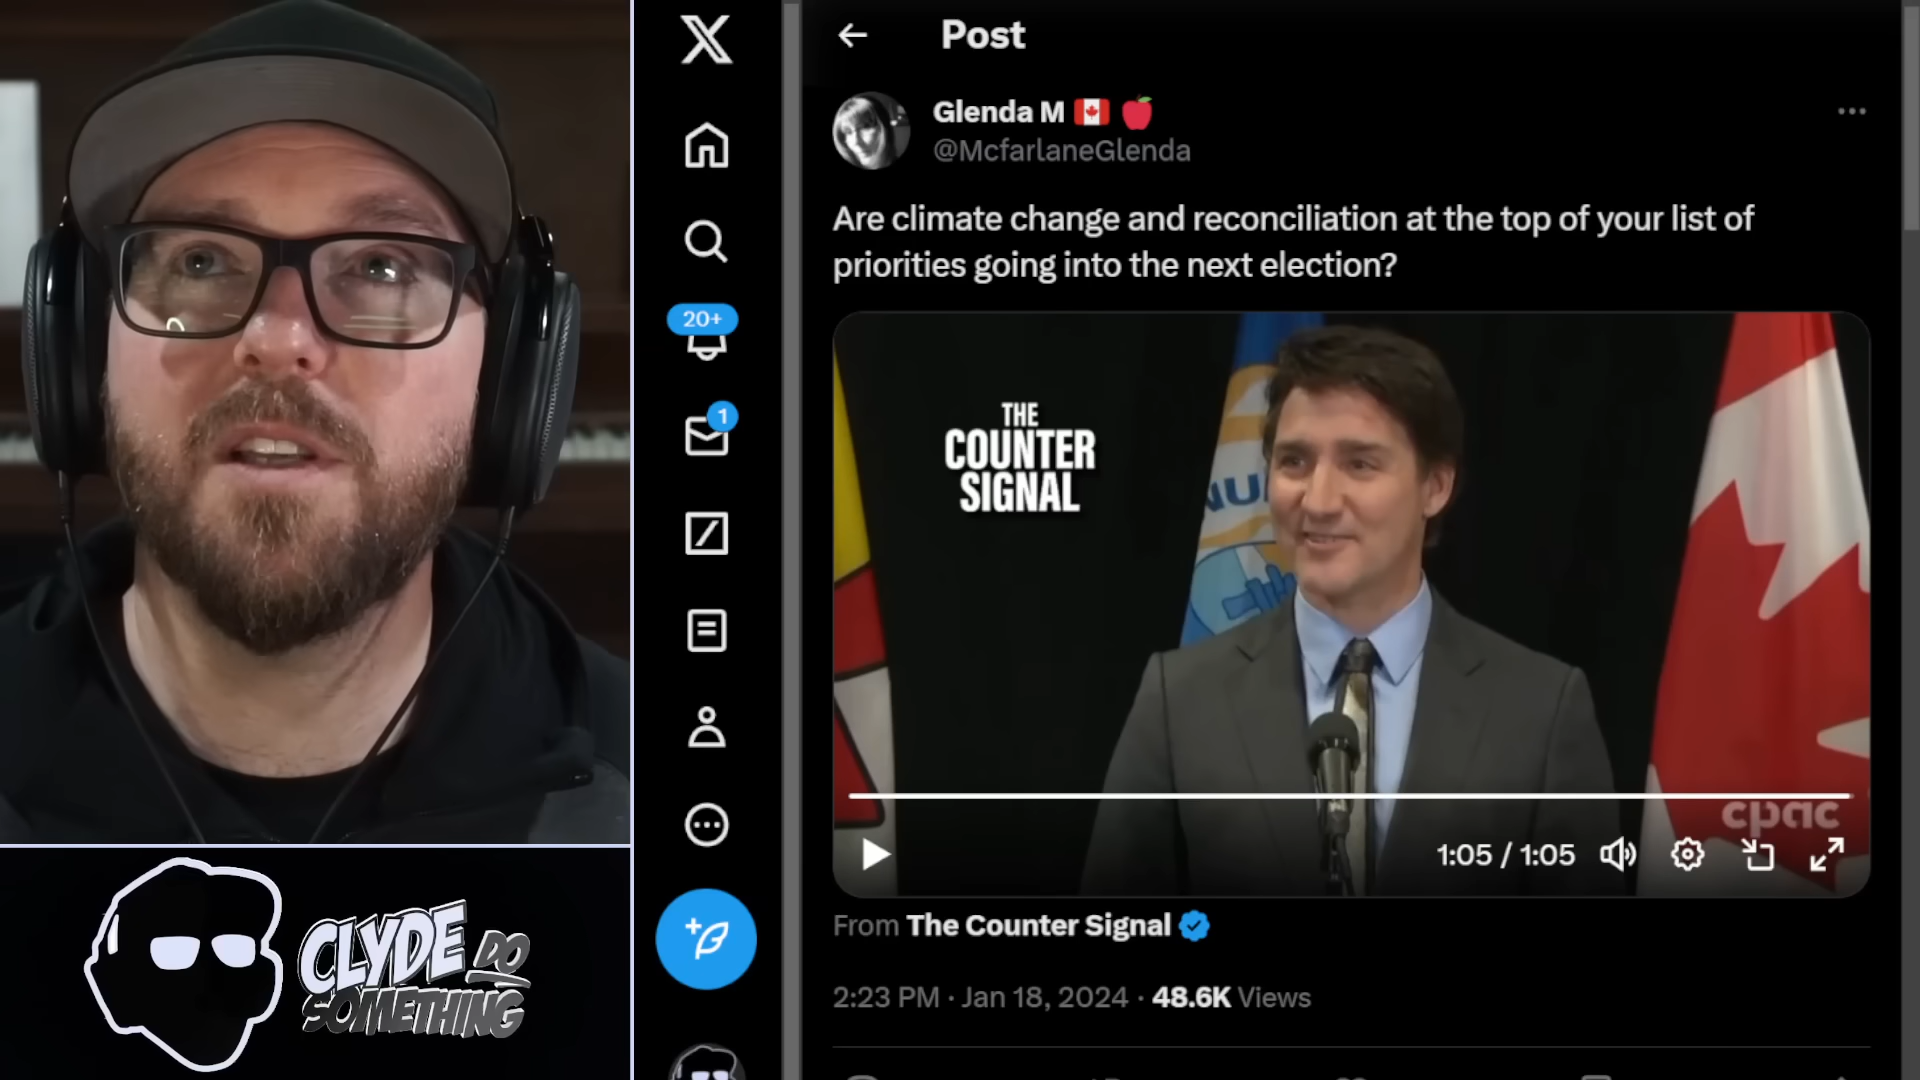 Post
Glenda M
@McfarlaneGlenda
Are climate change and reconciliation at the top of your list of
priorities going into the next election?
20+
1
THE
COUNTER
SIGNAL
NU
cpac
1:05 / 1:05
From The Counter Signal
2:23 PM · Jan 18, 2024 · 48.6K Views
CLYDE DO
SOMETHING